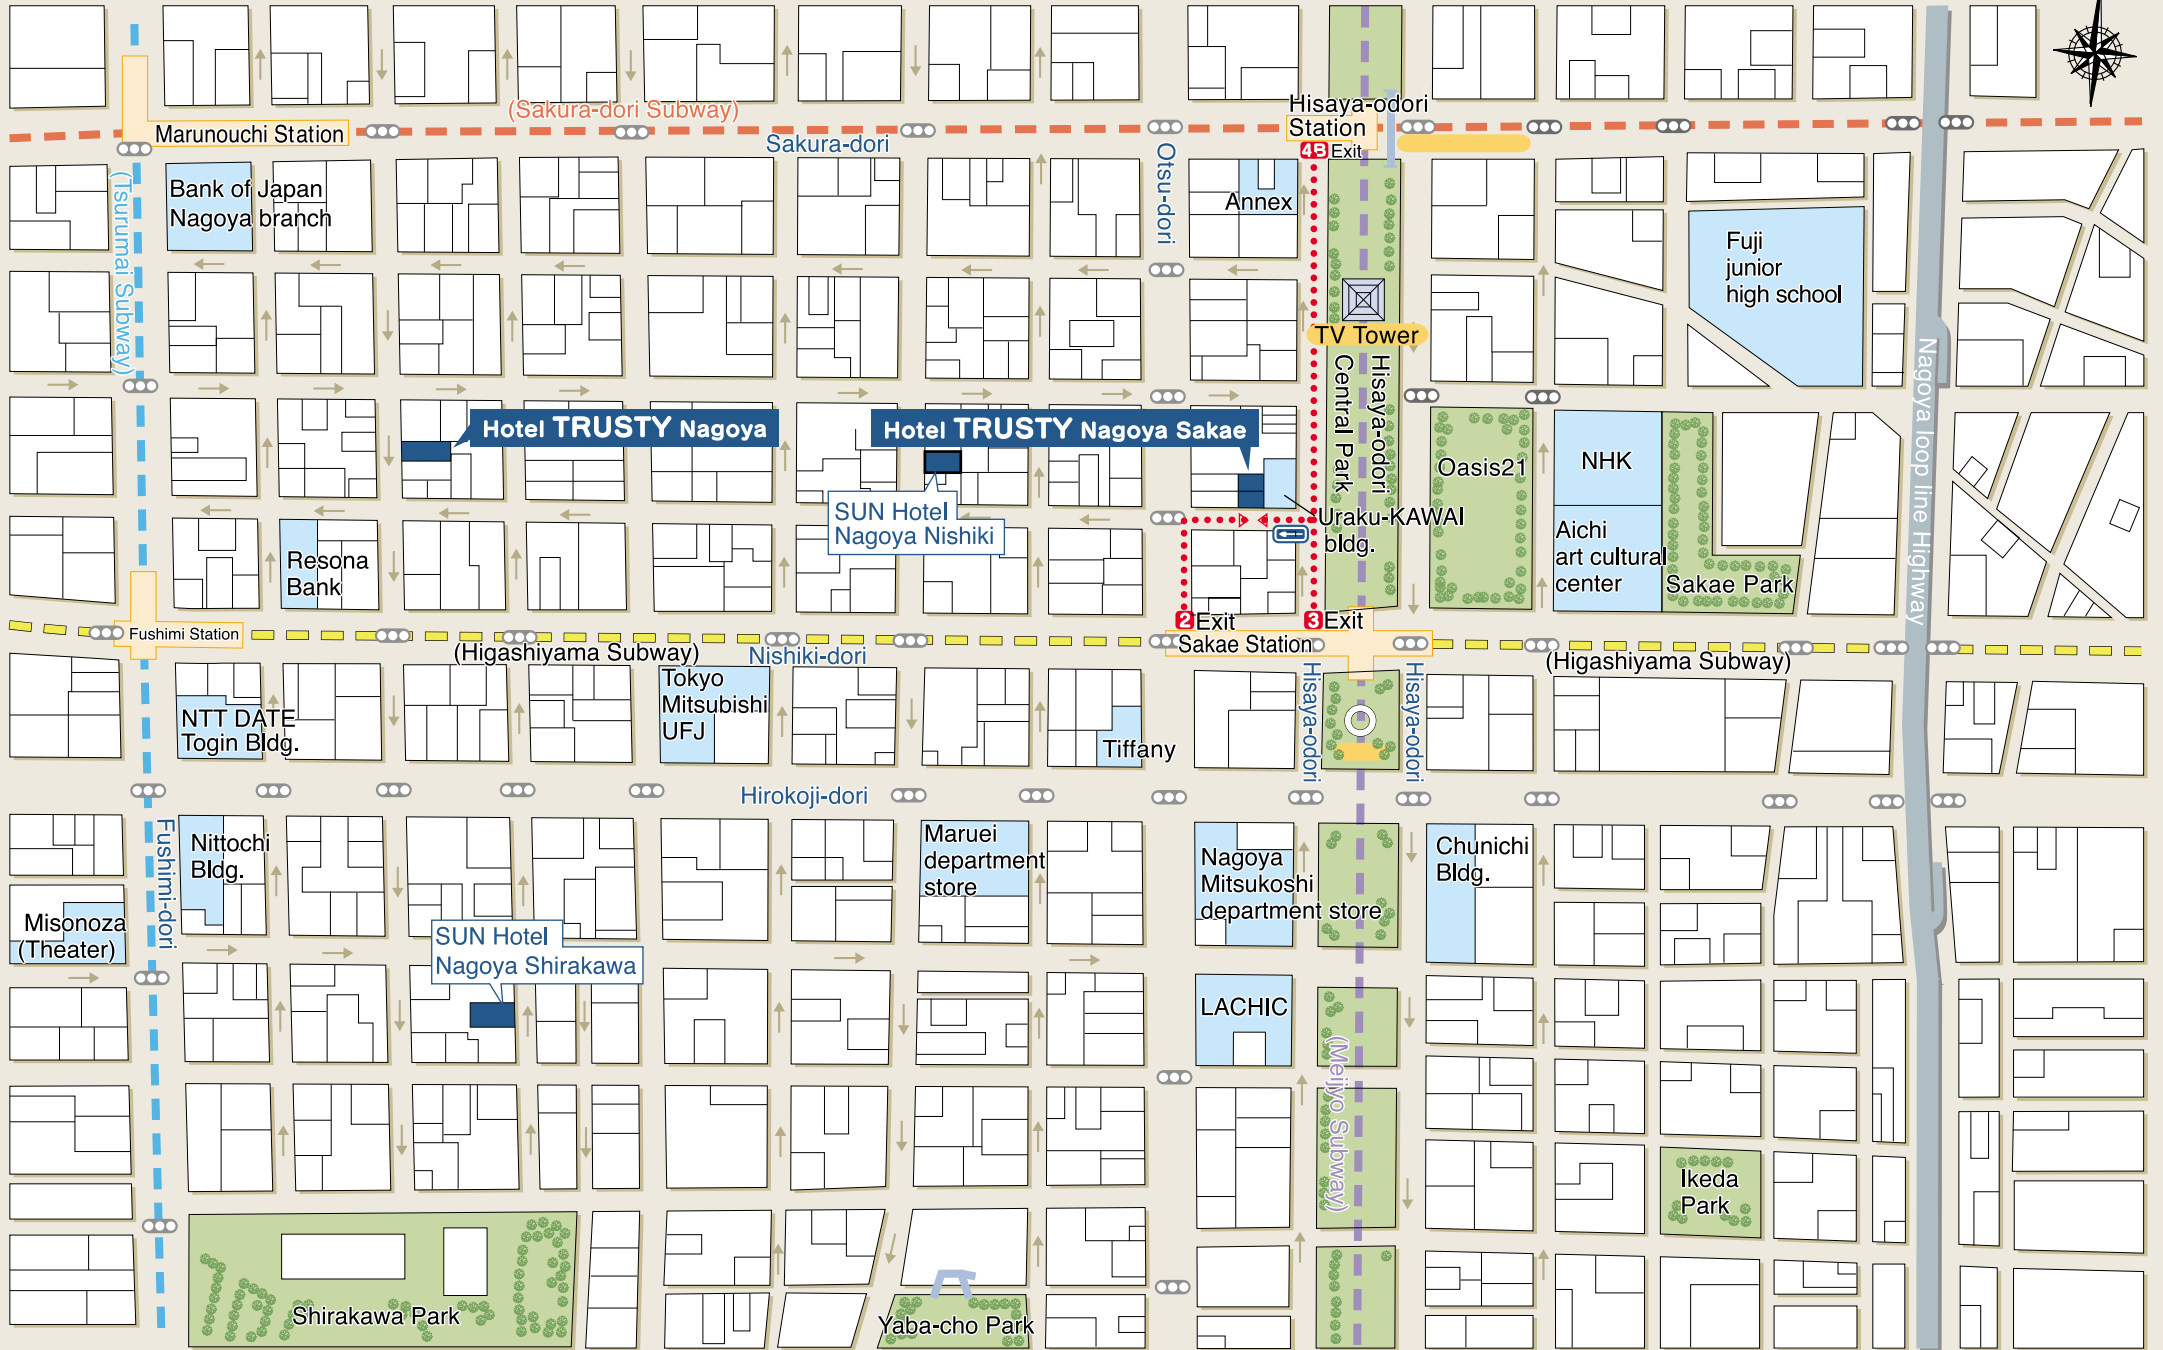 (Sakura-dori Subway)
Hisaya-odori
Station
Marunouchi Station
Sakura-dori
4B Exit
(Tsurumai Subway)
Bank of Japan
Nagoya branch
Otsu-dori
Annex
Fuji
junior
high school
TV Tower
Hisaya-odori
Central Park
Nagoya loop line Highway
Hotel TRUSTY Nagoya
Hotel TRUSTY Nagoya Sakae
Oasis21
NHK
SUN Hotel
Nagoya Nishiki
Uraku-KAWAI
bldg.
Resona
Bank
Aichi
art cultural
center
Sakae Park
2 Exit
3 Exit
Fushimi Station
Sakae Station
(Higashiyama Subway)
Nishiki-dori
(Higashiyama Subway)
Tokyo
Mitsubishi
UFJ
Hisaya-odori
Hisaya-odori
NTT DATE
Togin Bldg.
Tiffany
Hirokoji-dori
Fushimi-dori
Nittochi
Bldg.
Maruei
department
store
Nagoya
Mitsukoshi
department store
Chunichi
Bldg.
Misonoza
(Theater)
SUN Hotel
Nagoya Shirakawa
LACHIC
(Meijyo Subway)
Ikeda
Park
Shirakawa Park
Yaba-cho Park